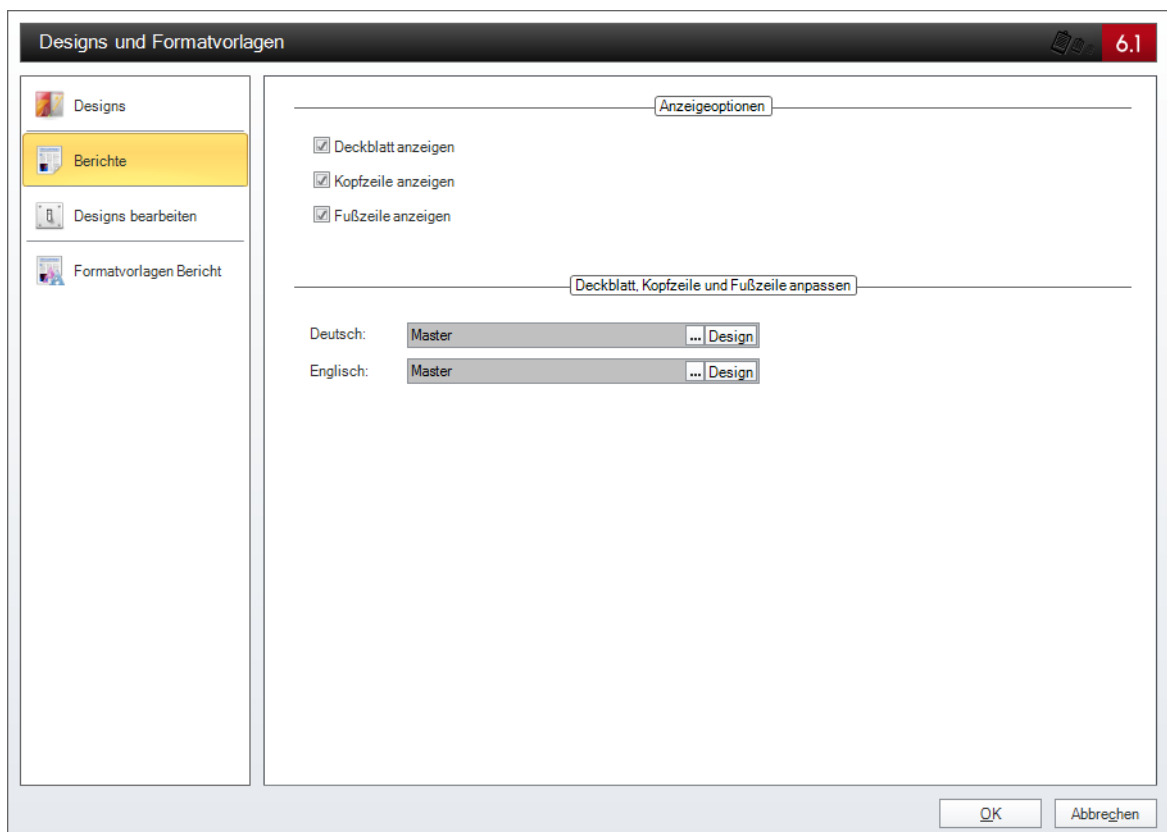 Designs und Formatvorlagen
6.1
Designs
Berichte
Designs bearbeiten
Formatvorlagen Bericht
Anzeigeoptionen
Deckblatt anzeigen
Kopfzeile anzeigen
Fußzeile anzeigen
Deckblatt, Kopfzeile und Fußzeile anpassen
Deutsch: Master ... Design
Englisch: Master ... Design
OK Abbrechen